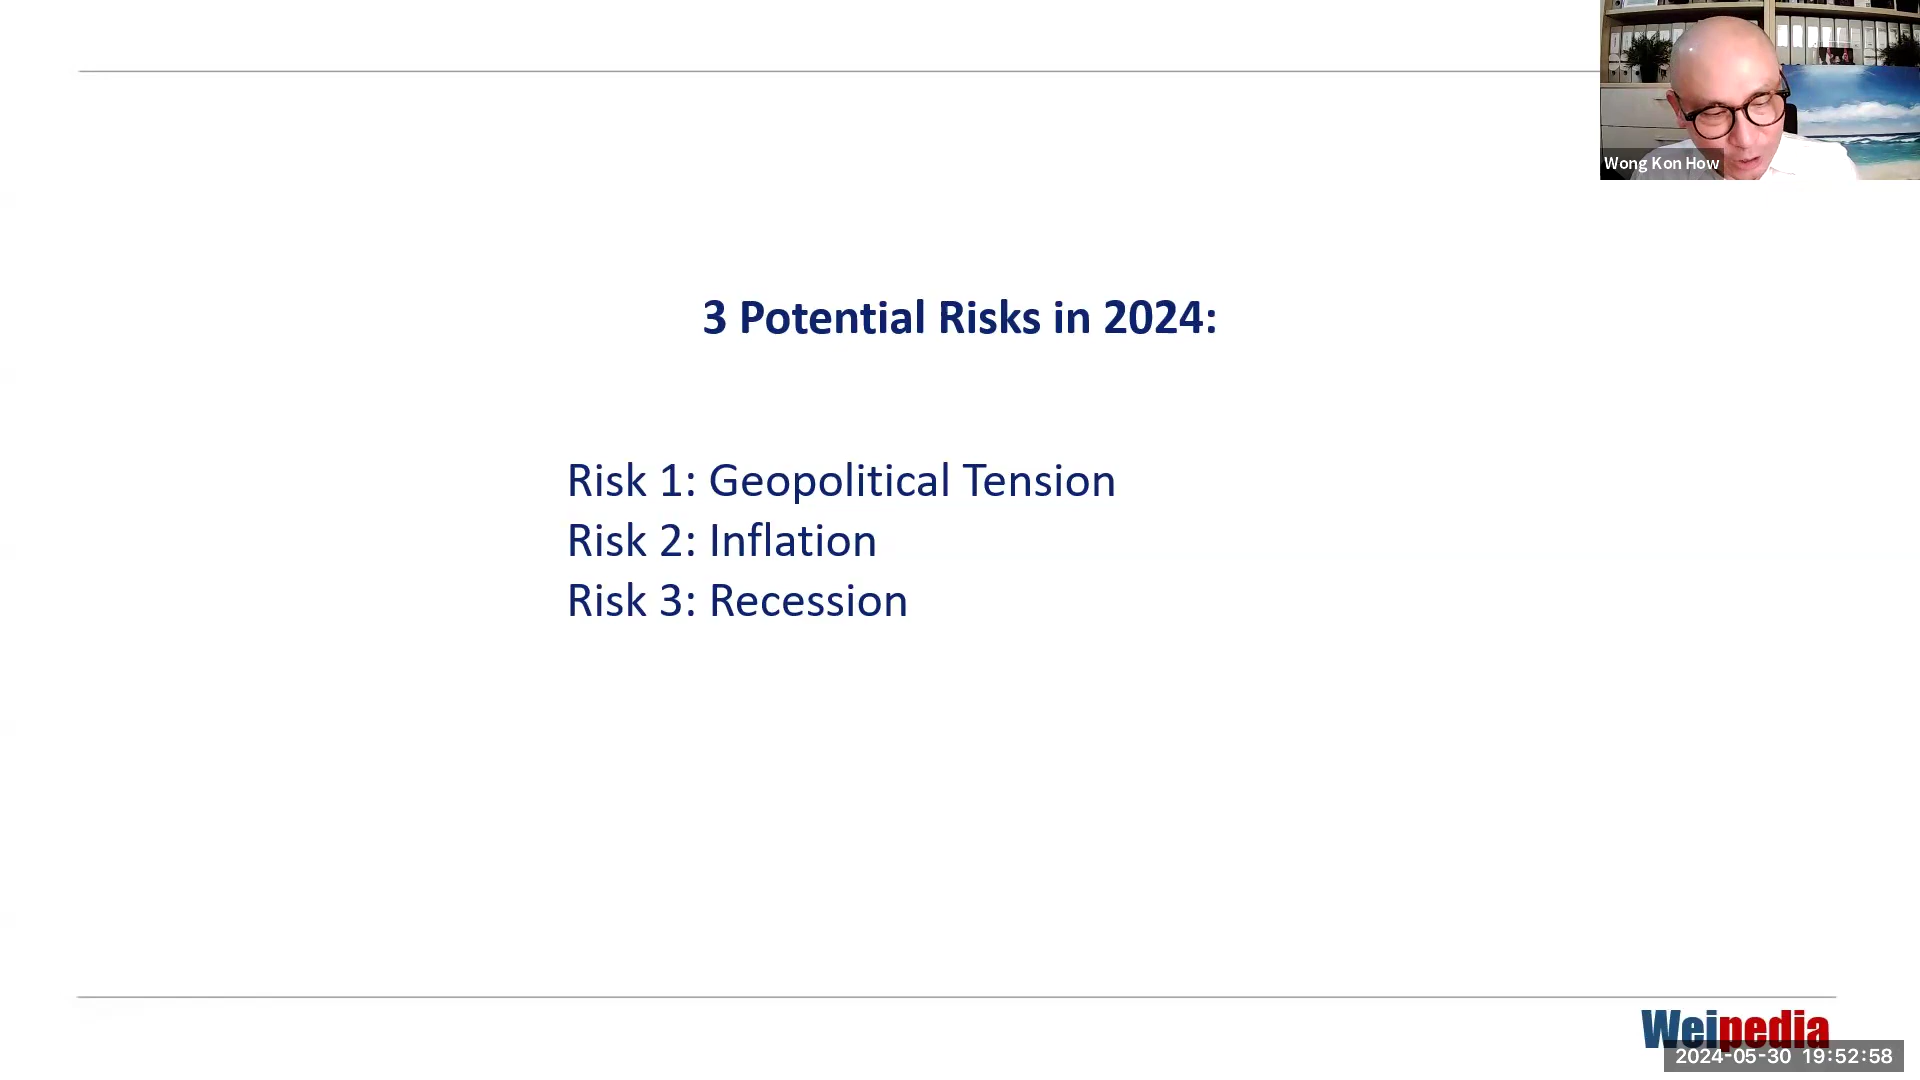 Wong Kon How
3 Potential Risks in 2024:
Risk 1: Geopolitical Tension
Risk 2: Inflation
Risk 3: Recession
Weipedia
2024-05-30 19:52:58